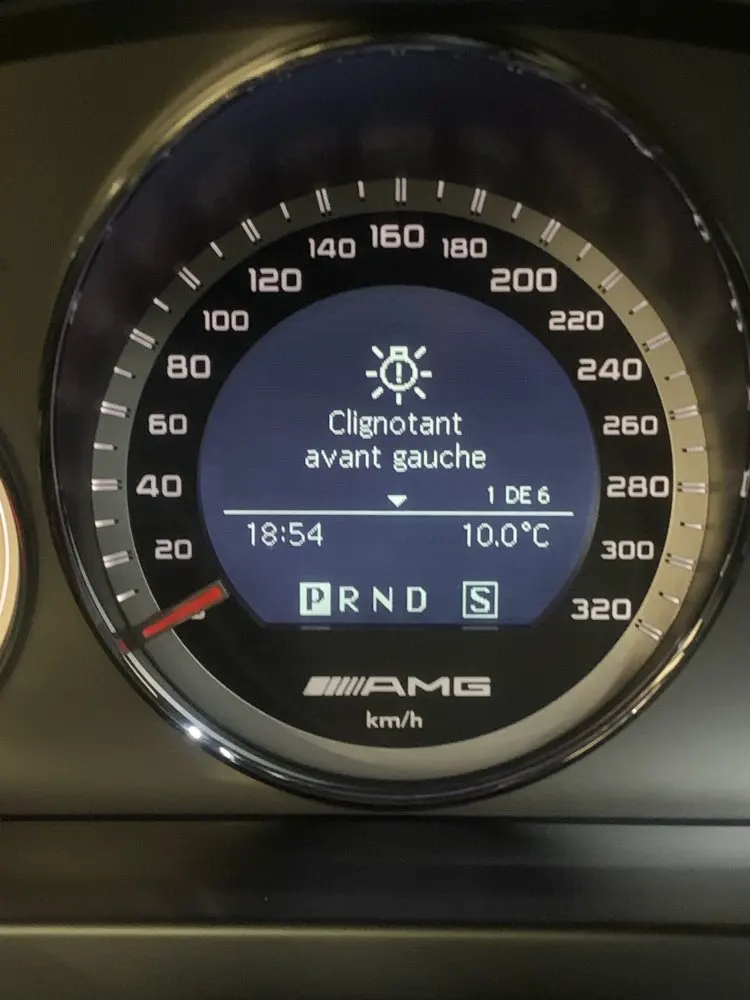 160
140 180
120 200
100 220
80 240
60 260
40 280
20 300
320
Clignotant
avant gauche
1 DE 6
18:54 10.0°C
P R N D S
AMG
km/h